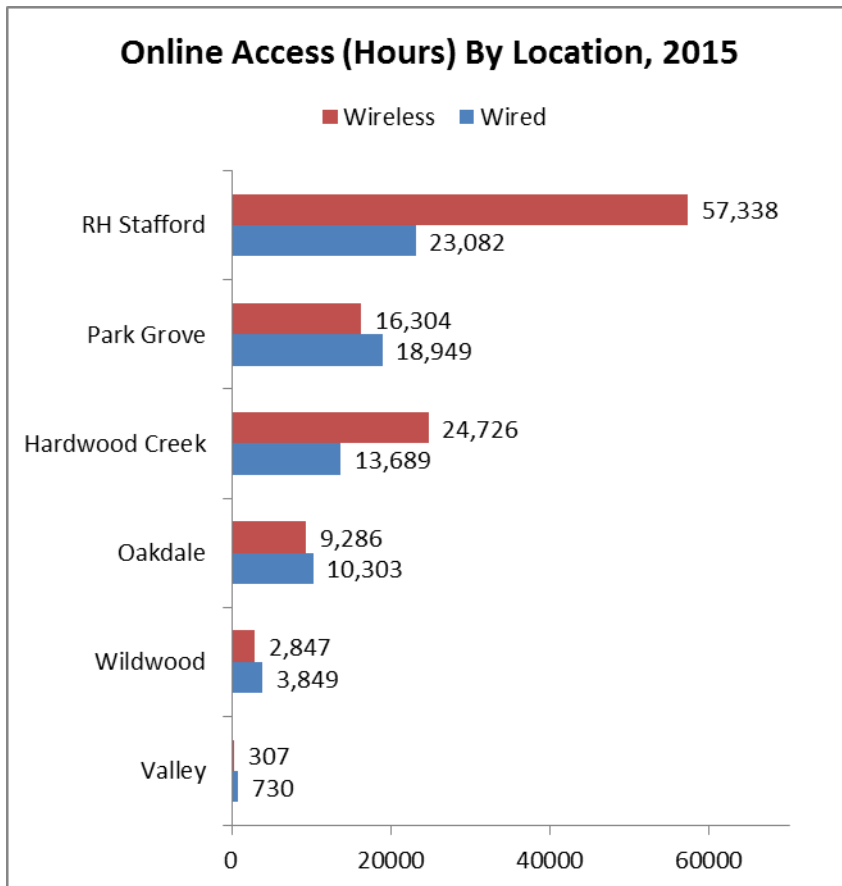 Online Access (Hours) By Location, 2015
Wireless Wired
RH Stafford
57,338
23,082
Park Grove
16,304
18,949
Hardwood Creek
24,726
13,689
Oakdale
9,286
10,303
Wildwood
2,847
3,849
Valley
307
730
0 20000 40000 60000